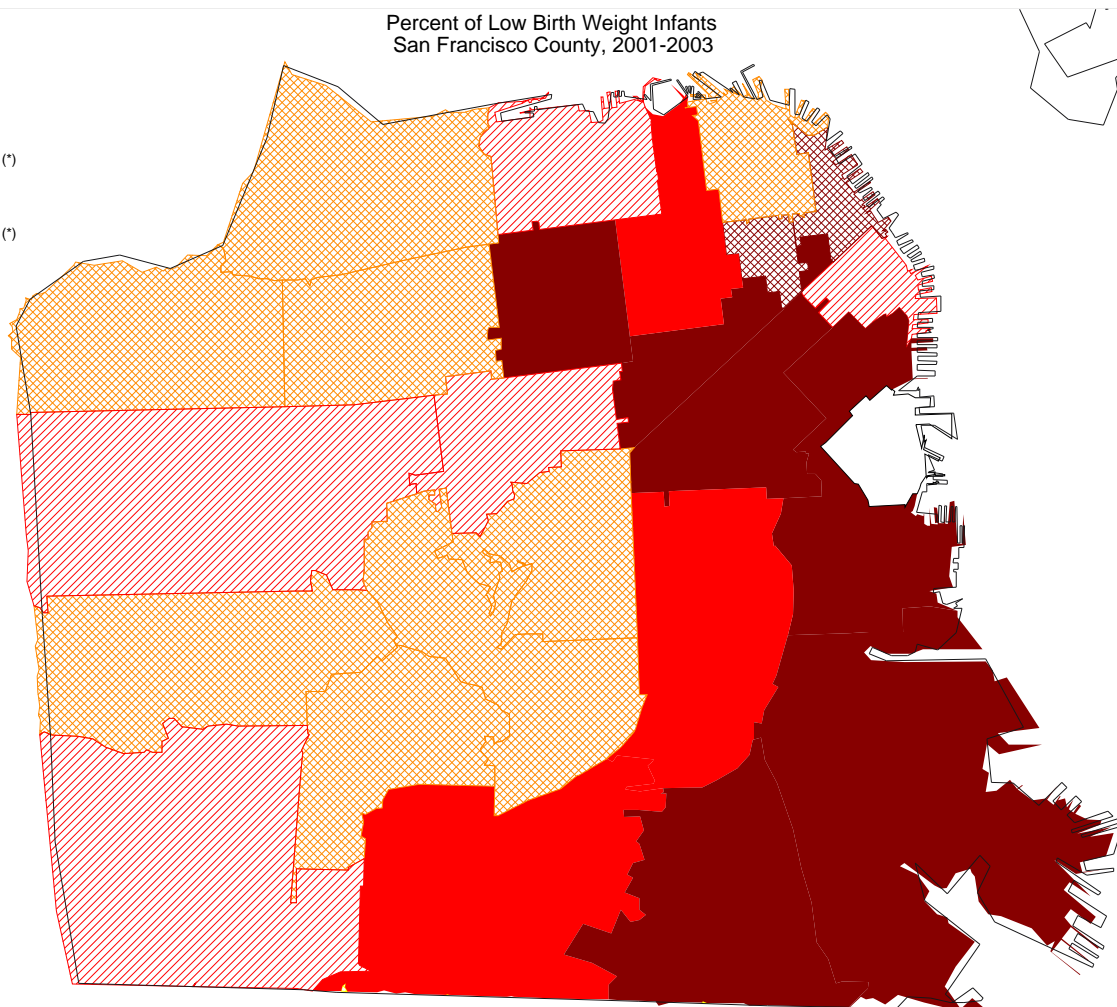 Percent of Low Birth Weight Infants
San Francisco County, 2001-2003
(*)
(*)